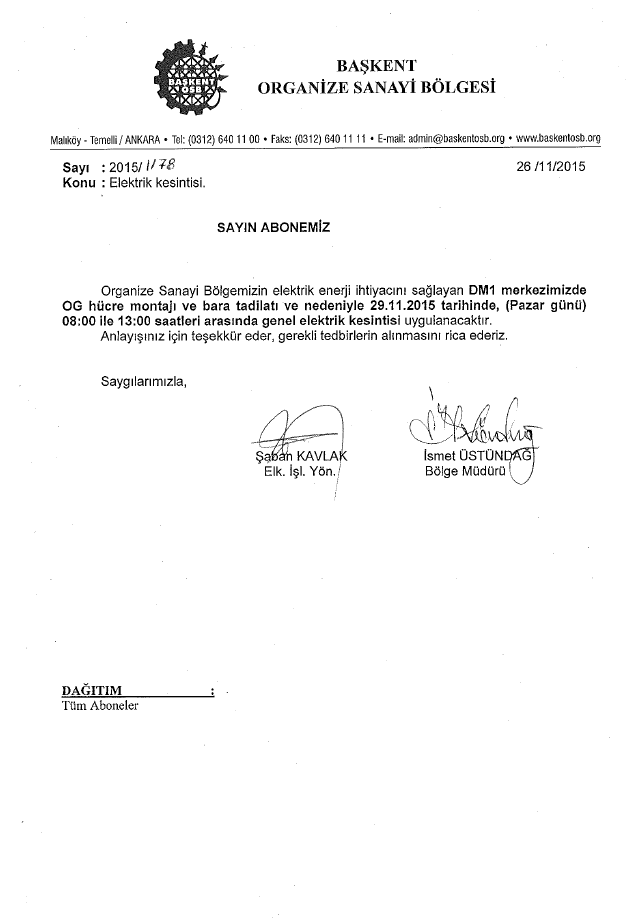 BAŞKENT
OSB
BAŞKENT
ORGANİZE SANAYİ BÖLGESİ
Malıköy - Temelli / ANKARA • Tel: (0312) 640 11 00 • Faks: (0312) 640 11 11 • E-mail: admin@baskentosb.org • www.baskentosb.org
Sayı : 2015/1178 26 /11/2015
Konu : Elektrik kesintisi.
SAYIN ABONEMİZ
Organize Sanayi Bölgemizin elektrik enerji ihtiyacını sağlayan DM1 merkezimizde
OG hücre montajı ve bara tadilatı ve nedeniyle 29.11.2015 tarihinde, (Pazar günü)
08:00 ile 13:00 saatleri arasında genel elektrik kesintisi uygulanacaktır.
Anlayışınız için teşekkür eder, gerekli tedbirlerin alınmasını rica ederiz.
Saygılarımızla,
Şaban KAVLAK İsmet ÜSTÜNDAĞ
Elk. İşl. Yön. Bölge Müdürü
DAĞITIM :
Tüm Aboneler